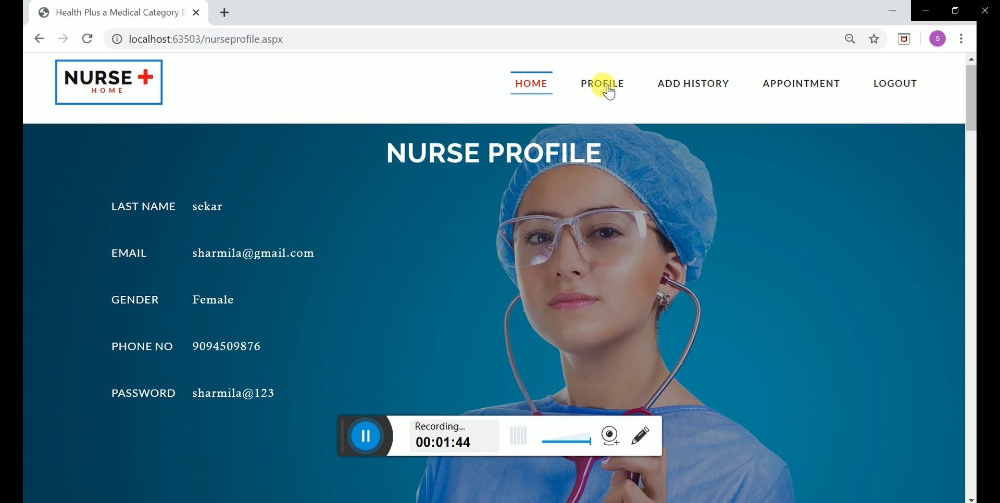 Health Plus a Medical Category B
localhost:63503/nurseprofile.aspx
S
NURSE
HOME
HOME
PROFILE
ADD HISTORY
APPOINTMENT
LOGOUT
NURSE PROFILE
LAST NAME sekar
EMAIL sharmila@gmail.com
GENDER Female
PHONE NO 9094509876
PASSWORD sharmila@123
Recording...
00:01:44